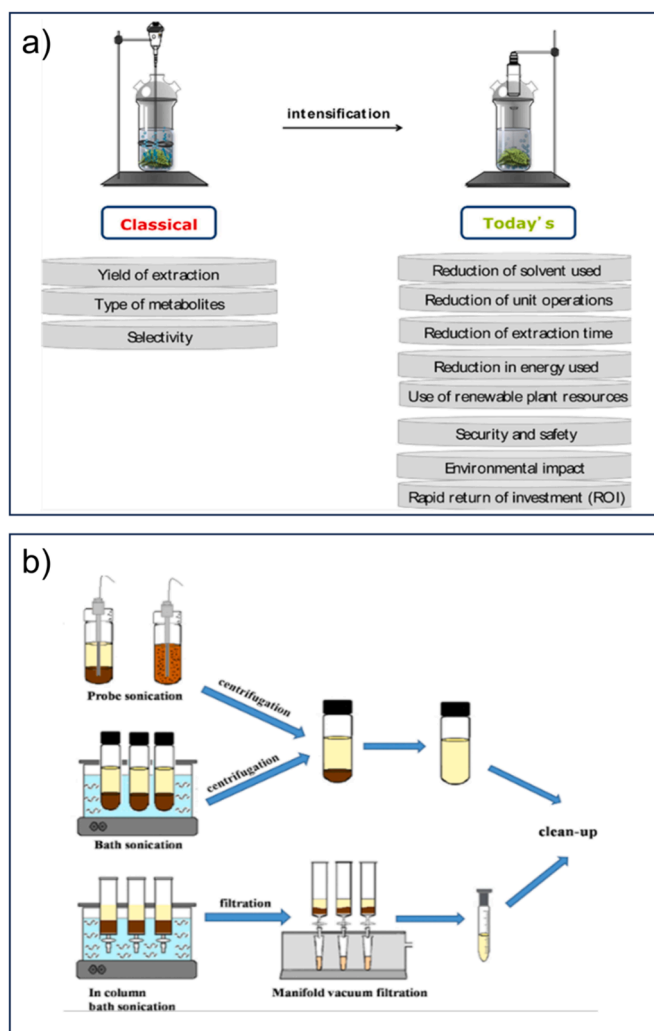 a)
intensification
Classical
Today's
Yield of extraction
Type of metabolites
Selectivity
Reduction of solvent used
Reduction of unit operations
Reduction of extraction time
Reduction in energy used
Use of renewable plant resources
Security and safety
Environmental impact
Rapid return of investment (ROI)
b)
Probe sonication
centrifugation
centrifugation
Bath sonication
clean-up
filtration
In column
bath sonication
Manifold vacuum filtration